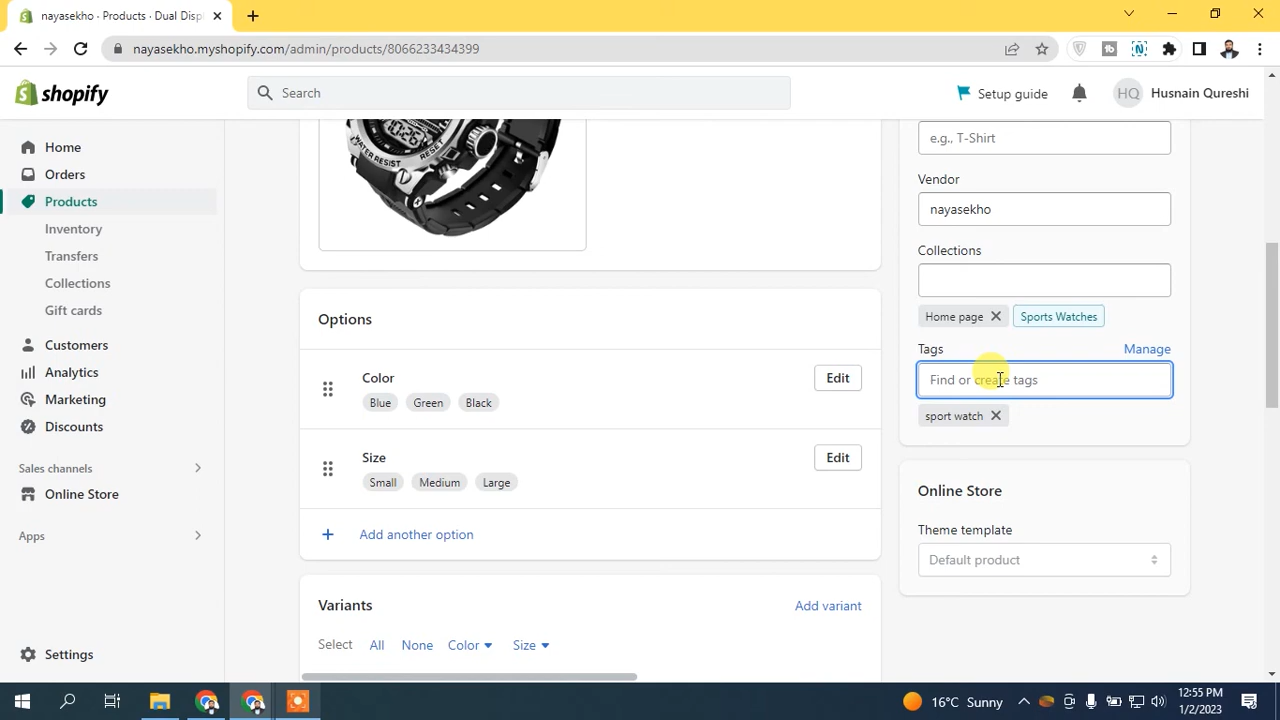 nayasekho · Products · Dual Disp
nayasekho.myshopify.com/admin/products/8066233434399
shopify
Search
Setup guide
HQ
Husnain Qureshi
Home
Orders
Products
Inventory
Transfers
Collections
Gift cards
Customers
Analytics
Marketing
Discounts
Sales channels
Online Store
Apps
Settings
10:26
WATER RESIST
RESET
Options
Color
Edit
Blue
Green
Black
Size
Edit
Small
Medium
Large
Add another option
Variants
Add variant
Select
All
None
Color
Size
e.g., T-Shirt
Vendor
nayasekho
Collections
Home page
Sports Watches
Tags
Manage
Find or create tags
sport watch
Online Store
Theme template
Default product
16°C Sunny
12:55 PM
1/2/2023